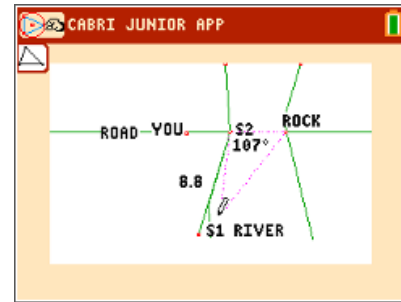 CABRI JUNIOR APP
ROAD YOU S2 ROCK
107°
8.8
S1 RIVER